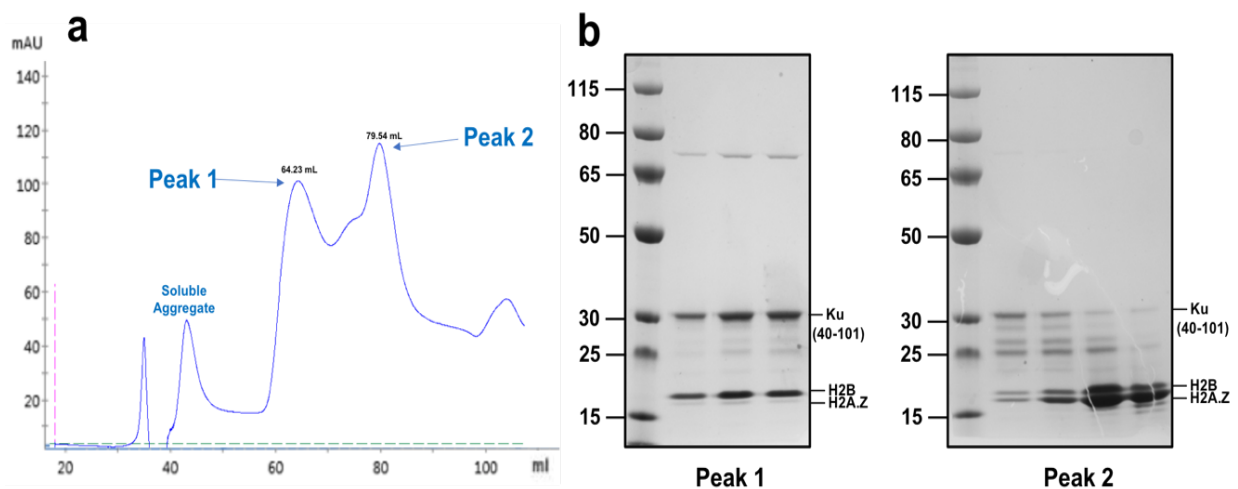 a
mAU
140
120
100
80
60
40
20
20
40
60
80
100
ml
Soluble
Aggregate
64.23 mL
Peak 1
79.54 mL
Peak 2
b
115
80
65
50
30
25
15
Ku
(40-101)
H2B
H2A.Z
Peak 1
115
80
65
50
30
25
15
Ku
(40-101)
H2B
H2A.Z
Peak 2